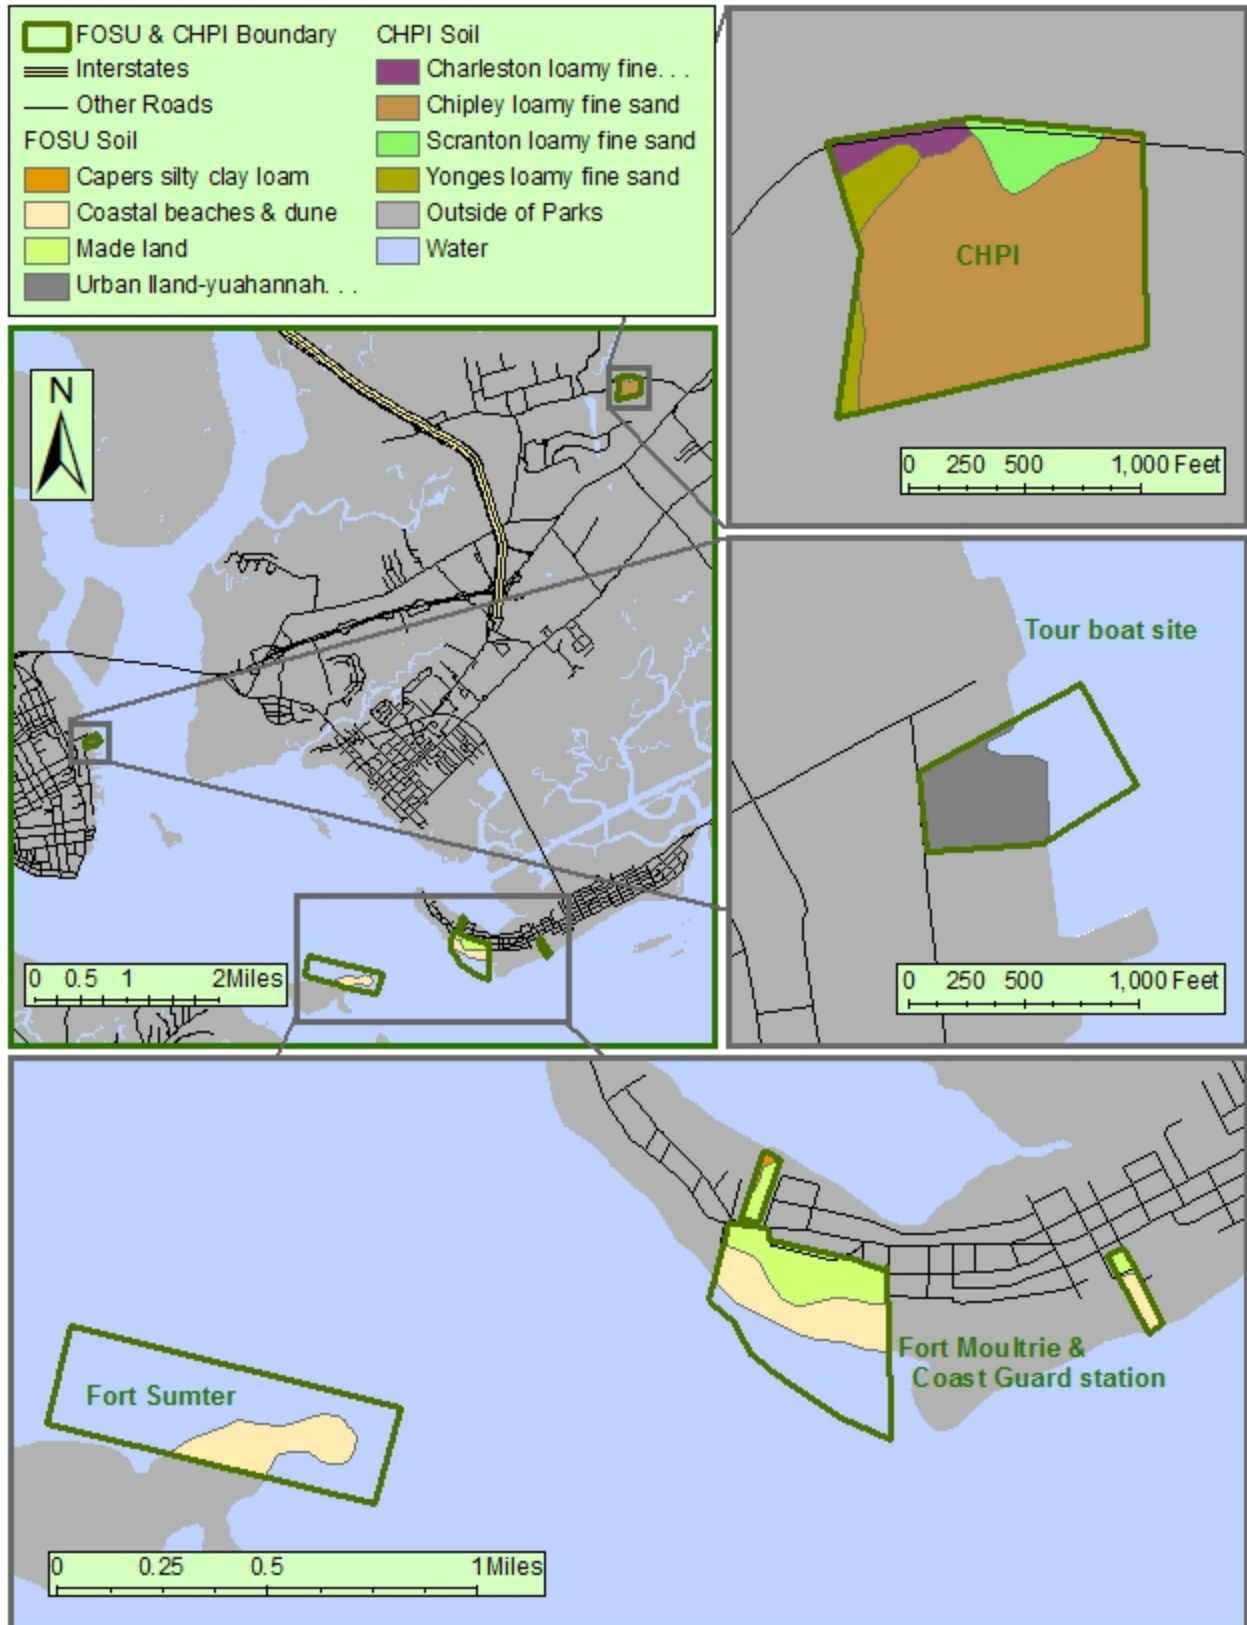 FOSU & CHPI Boundary
Interstates
Other Roads
FOSU Soil
Capers silty clay loam
Coastal beaches & dune
Made land
Urban lland-yuahannah. . .
CHPI Soil
Charleston loamy fine. . .
Chipley loamy fine sand
Scranton loamy fine sand
Yonges loamy fine sand
Outside of Parks
Water
CHPI
0 250 500 1,000 Feet
N
0 0.5 1 2Miles
Tour boat site
0 250 500 1,000 Feet
Fort Moultrie &
Coast Guard station
Fort Sumter
0 0.25 0.5 1Miles